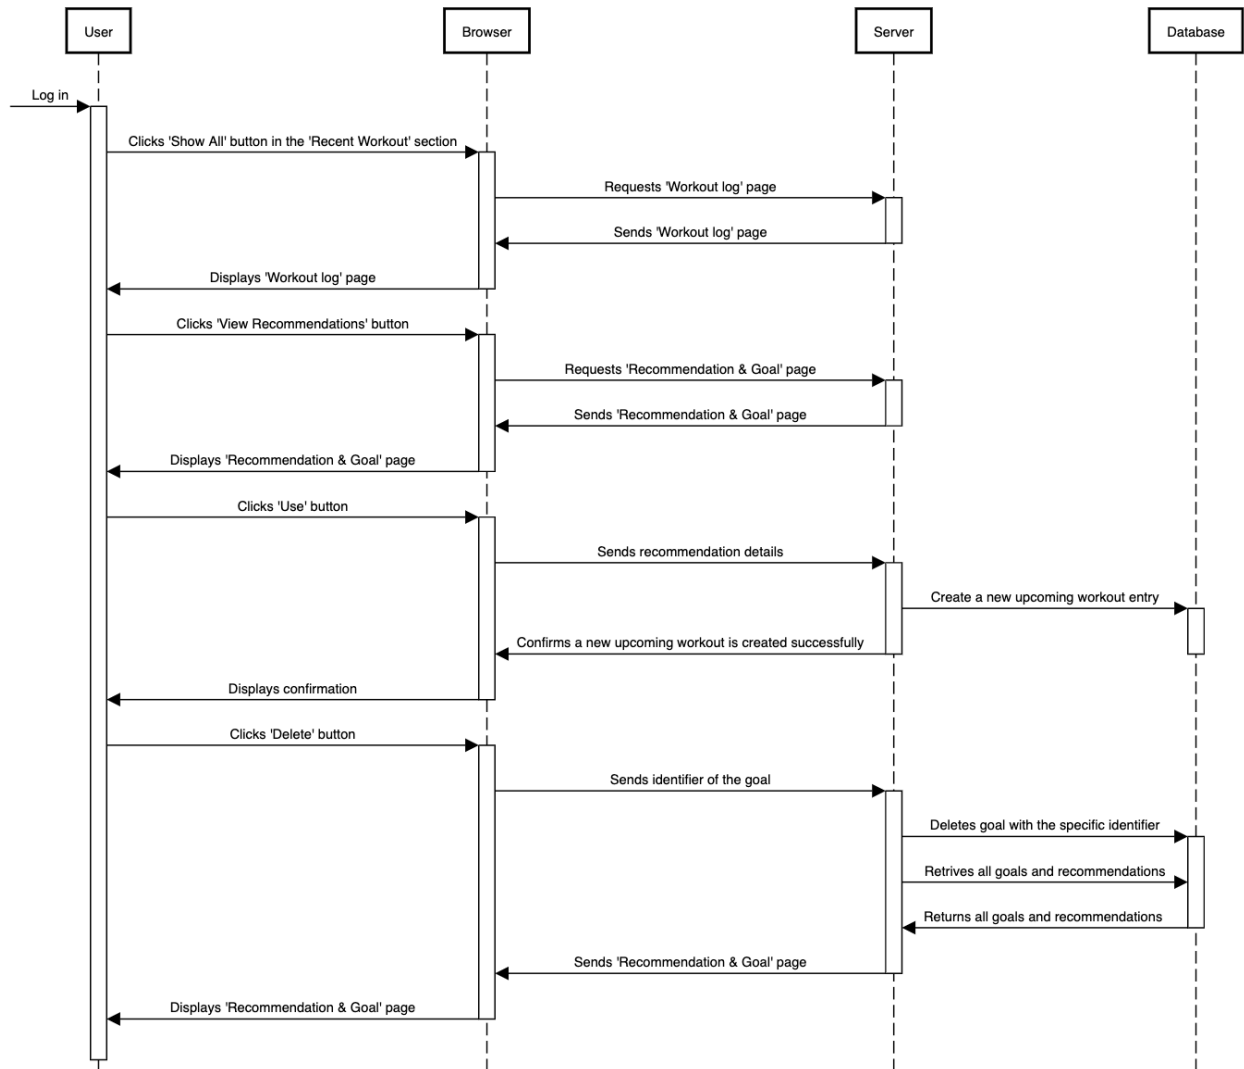 User
Browser
Server
Database
Log in
Clicks 'Show All' button in the 'Recent Workout' section
Requests 'Workout log' page
Sends 'Workout log' page
Displays 'Workout log' page
Clicks 'View Recommendations' button
Requests 'Recommendation & Goal' page
Sends 'Recommendation & Goal' page
Displays 'Recommendation & Goal' page
Clicks 'Use' button
Sends recommendation details
Create a new upcoming workout entry
Confirms a new upcoming workout is created successfully
Displays confirmation
Clicks 'Delete' button
Sends identifier of the goal
Deletes goal with the specific identifier
Retrives all goals and recommendations
Returns all goals and recommendations
Sends 'Recommendation & Goal' page
Displays 'Recommendation & Goal' page